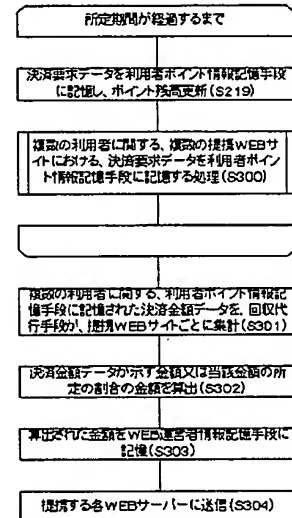 所定期間が経過するまで
決済要求データを利用者ポイント情報記憶手段
に記憶し、ポイント残高更新(S219)
複数の利用者に関する、複数の提携WEBサ
イトにおける、決済要求データを利用者ポイン
ト情報記憶手段に記憶する処理(S300)
複数の利用者に関する、利用者ポイント情報記
憶手段に記憶された決済金額データを、回収代
行手段が、提携WEBサイトごとに集計(S301)
決済金額データが示す金額又は当該金額の所
定の割合の金額を算出(S302)
算出された金額をWEB運営者情報記憶手段に
記憶(S303)
提携する各WEBサーバーに送信(S304)